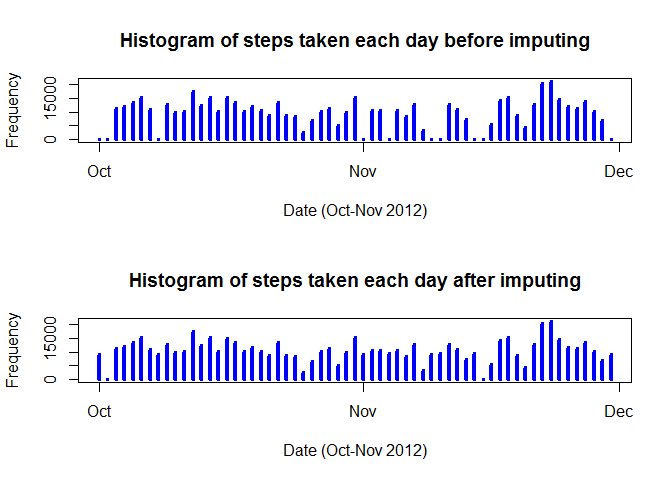 Histogram of steps taken each day before imputing
Frequency
15000
0
Oct Nov Dec
Date (Oct-Nov 2012)
Histogram of steps taken each day after imputing
Frequency
15000
0
Oct Nov Dec
Date (Oct-Nov 2012)